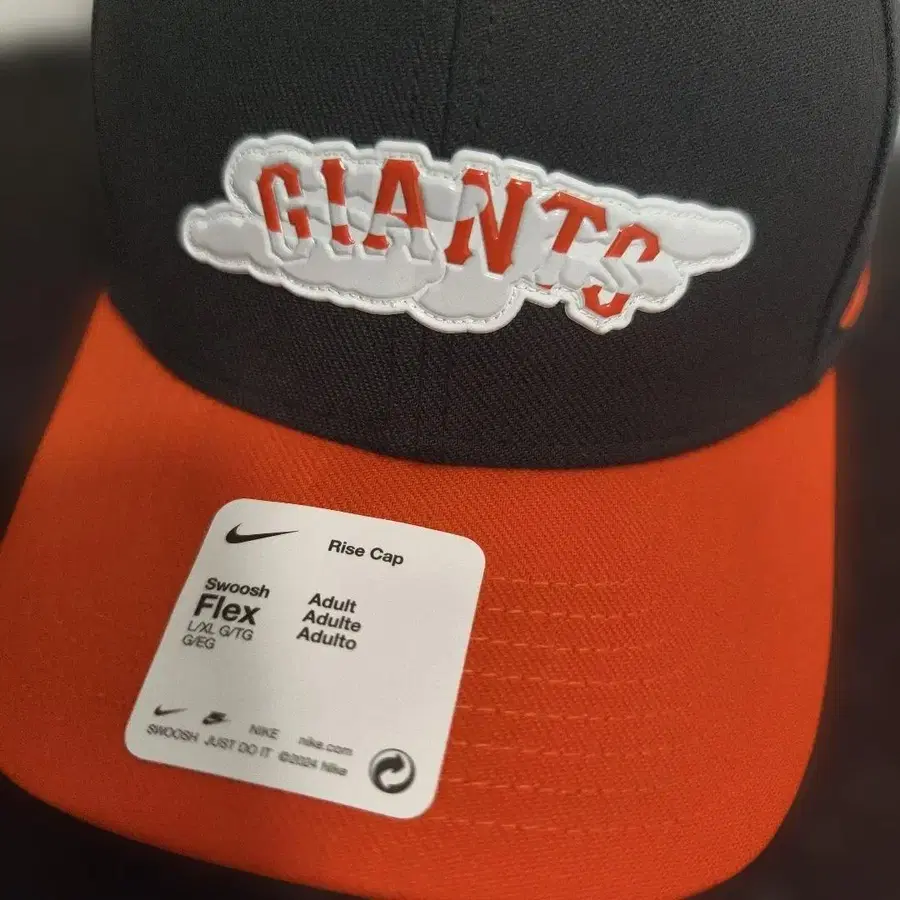 GIANTS
Rise Cap
Swoosh
Flex
L/XL G/TG
G/EG
Adult
Adulte
Adulto
NIKE nike.com
SWOOSH JUST DO IT ©2024 Nike